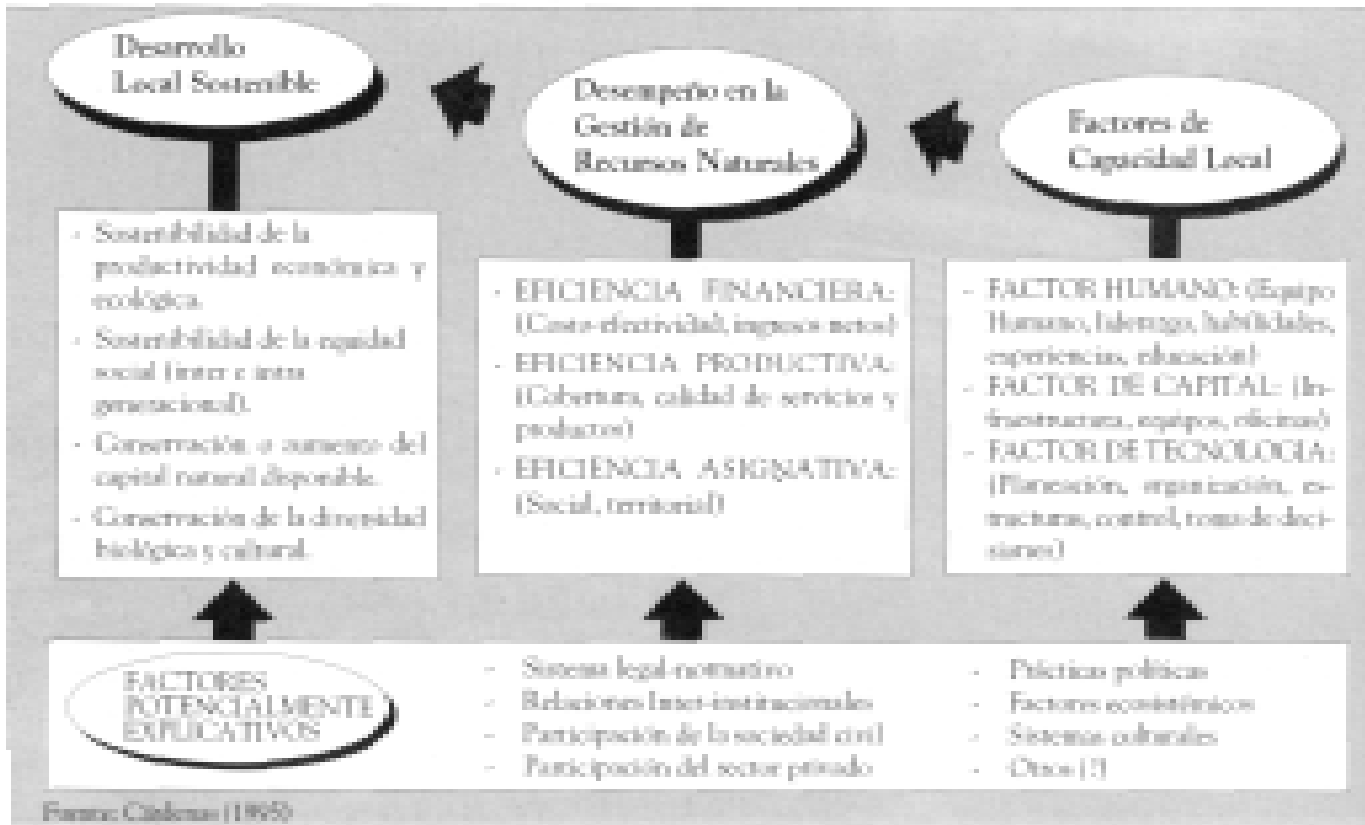 Desarrollo
Local Sostenible
Desempeño en la
Gestión de
Recursos Naturales
Factores de
Capacidad Local
- Sostenibilidad de la
productividad económica y
ecológica.
- Sostenibilidad de la equidad
social (inter e intra
generacional).
- Conservación o aumento del
capital natural disponible.
- Conservación de la diversidad
biológica y cultural.
- EFICIENCIA FINANCIERA:
(Costo-efectividad, ingresos netos)
- EFICIENCIA PRODUCTIVA:
(Cobertura, calidad de servicios y
productos)
- EFICIENCIA ASIGNATIVA:
(Social, territorial)
- FACTOR HUMANO: (Equipo
Humano, liderazgo, habilidades,
experiencias, educación)
- FACTOR DE CAPITAL: (In-
fraestructura, equipos, oficinas)
- FACTOR DE TECNOLOGIA:
(Planeación, organización, es-
tructuras, control, toma de deci-
siones)
FACTORES
POTENCIALMENTE
EXPLICATIVOS
- Sistema legal-normativo
- Relaciones Inter-institucionales
- Participación de la sociedad civil
- Participación del sector privado
- Prácticas políticas
- Factores ecosistémicos
- Sistemas culturales
- Otros (?)
Fuente: Cárdenas (1995)